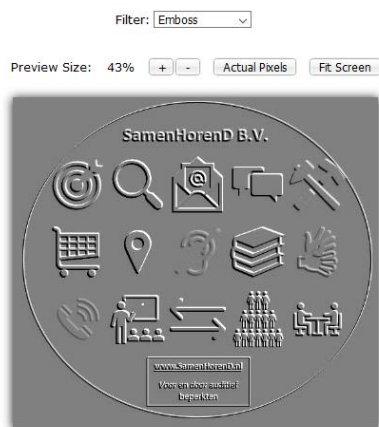 Filter: Emboss
Preview Size: 43% + - Actual Pixels Fit Screen
SamenHorenD B.V.
@
www.SamenHorenD.nl
Voor en door auditief
beperkten